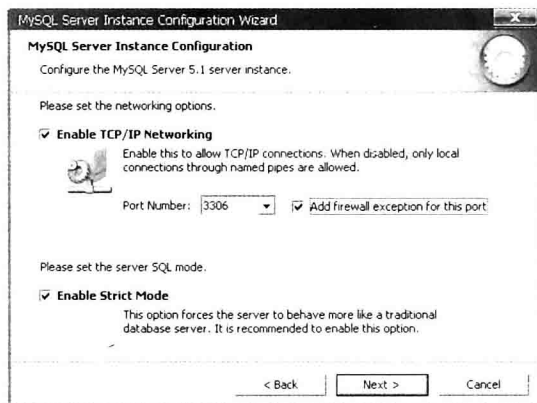 MySQL Server Instance Configuration Wizard
MySQL Server Instance Configuration
Configure the MySQL Server 5.1 server instance.
Please set the networking options.
Enable TCP/IP Networking
Enable this to allow TCP/IP connections. When disabled, only local
connections through named pipes are allowed.
Port Number: 3306 Add firewall exception for this port
Please set the server SQL mode.
Enable Strict Mode
This option forces the server to behave more like a traditional
database server. It is recommended to enable this option.
< Back Next > Cancel